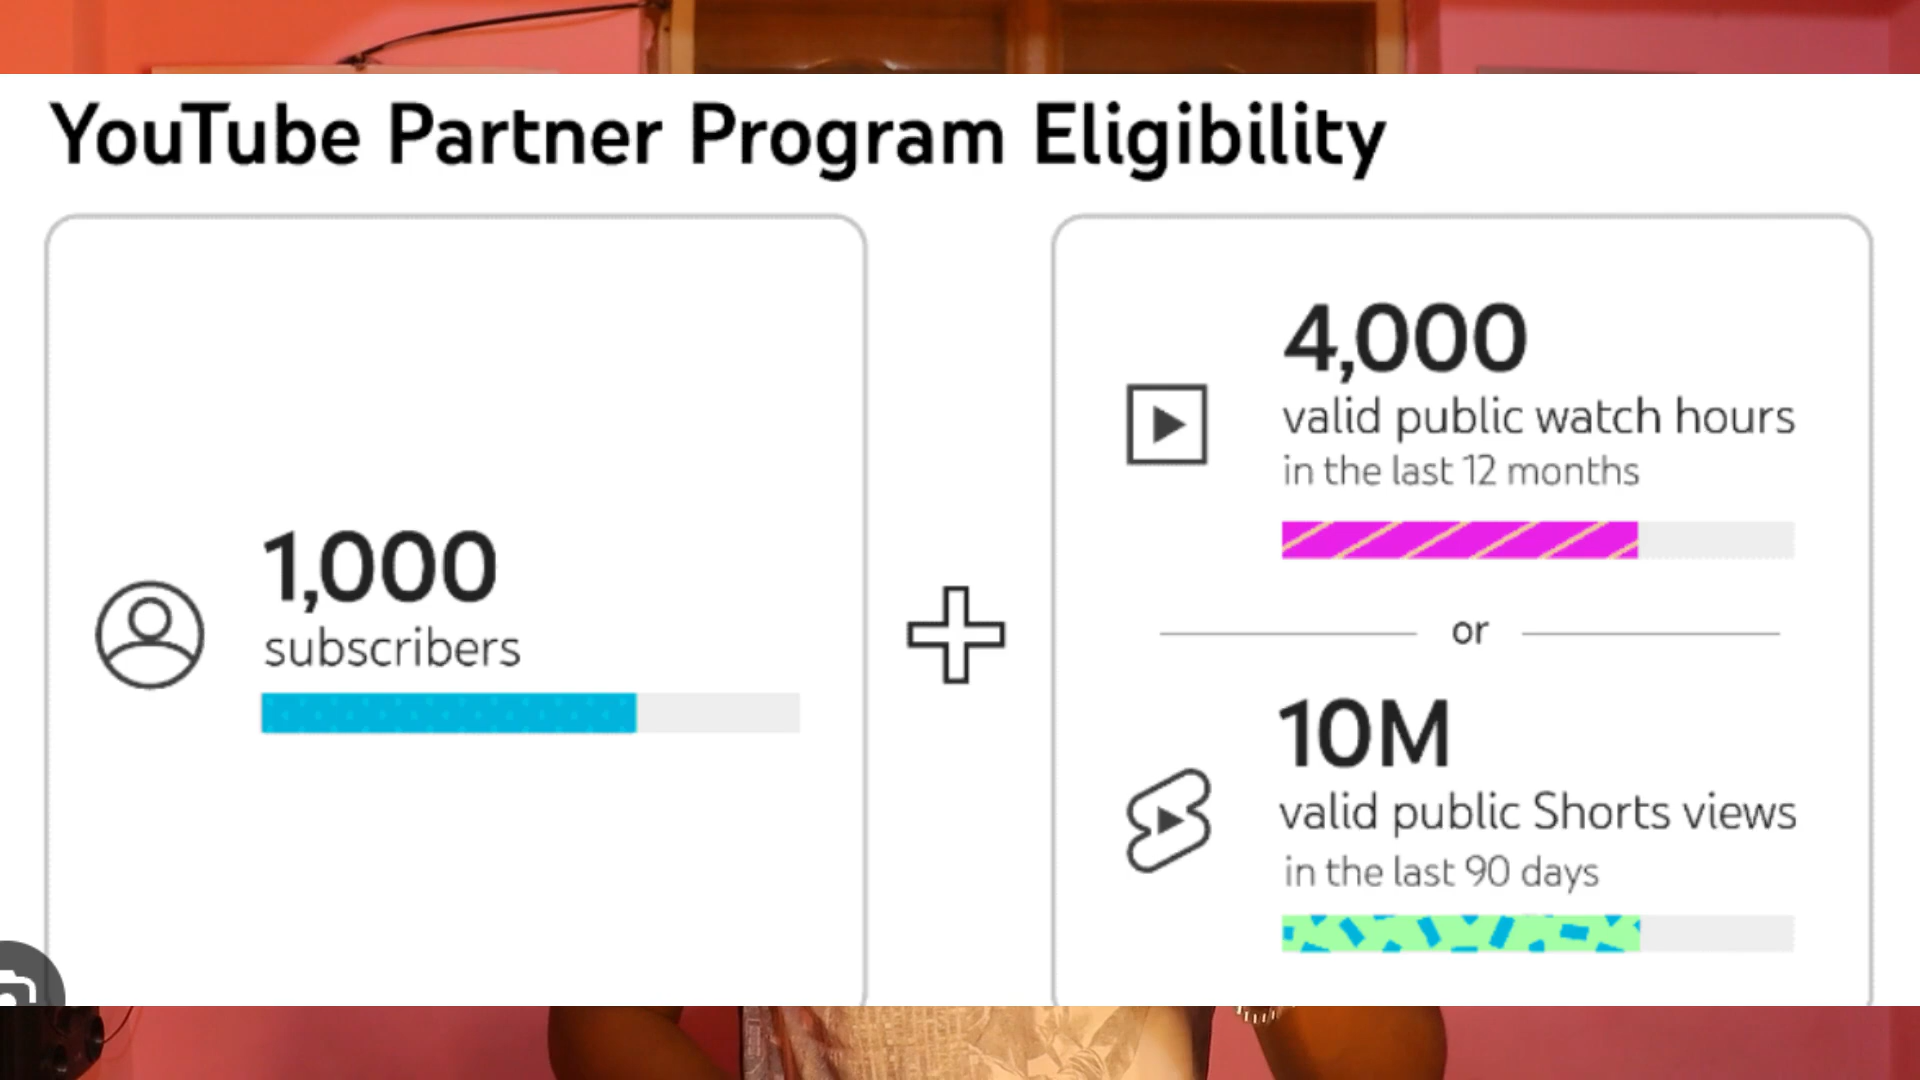 YouTube Partner Program Eligibility
1,000
subscribers
4,000
valid public watch hours
in the last 12 months
or
10M
valid public Shorts views
in the last 90 days